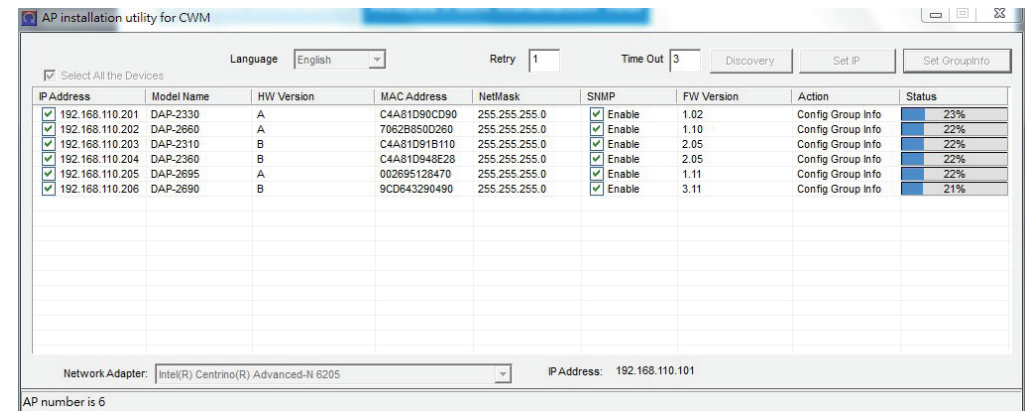 AP installation utility for CWM
Language English Retry 1 Time Out 3 Discovery Set IP Set GroupInfo
Select All the Devices
IP Address Model Name HW Version MAC Address NetMask SNMP FW Version Action Status
192.168.110.201 DAP-2330 A C4A81D90CD90 255.255.255.0 Enable 1.02 Config Group Info 23%
192.168.110.202 DAP-2660 A 7062B850D260 255.255.255.0 Enable 1.10 Config Group Info 22%
192.168.110.203 DAP-2310 B C4A81D91B110 255.255.255.0 Enable 2.05 Config Group Info 22%
192.168.110.204 DAP-2360 B C4A81D948E28 255.255.255.0 Enable 2.05 Config Group Info 22%
192.168.110.205 DAP-2695 A 002695128470 255.255.255.0 Enable 1.11 Config Group Info 22%
192.168.110.206 DAP-2690 B 9CD643290490 255.255.255.0 Enable 3.11 Config Group Info 21%
Network Adapter: Intel(R) Centrino(R) Advanced-N 6205 IP Address: 192.168.110.101
AP number is 6